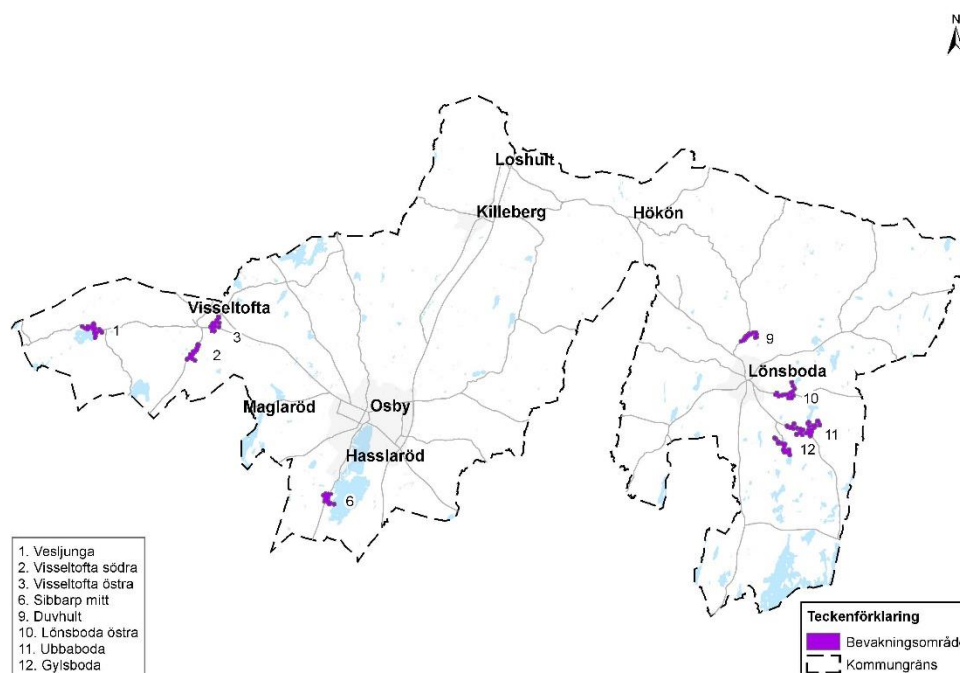 N
Loshult
Killeberg
Hökön
Visseltofta
1
3
2
9
Lönsboda
10
Maglaröd
Osby
11
12
Hasslaröd
6
1. Vesljunga
2. Visseltofta södra
3. Visseltofta östra
6. Sibbarp mitt
9. Duvhult
10. Lönsboda östra
11. Ubbaboda
12. Gylsboda
Teckenförklaring
Bevakningsområde
Kommungräns